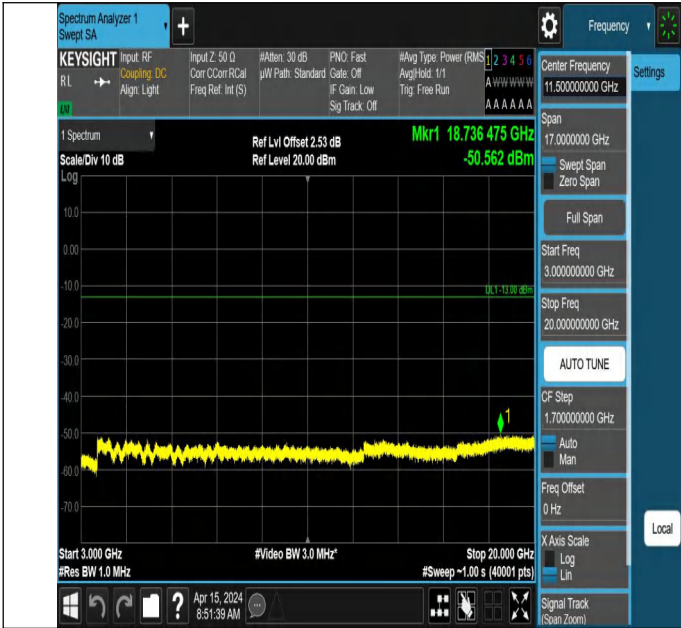 Spectrum Analyzer 1
Swept SA
+
Frequency
KEYSIGHT
RL
LNI
Input: RF
Coupling: DC
Align: Light
Input Z: 50 Ω
Corr CCorr RCal
Freq Ref: Int (S)
#Atten: 30 dB
µW Path: Standard
PNO: Fast
Gate: Off
IF Gain: Low
Sig Track: Off
#Avg Type: Power (RMS
Avg|Hold: 1/1
Trig: Free Run
1 2 3 4 5 6
A W W W W W
A A A A A A
1 Spectrum
Scale/Div 10 dB
Log
Ref Lvl Offset 2.53 dB
Ref Level 20.00 dBm
Mkr1 18.736 475 GHz
-50.562 dBm
10.0
0.00
-10.0
DL1 -13.00 dBm
-20.0
-30.0
-40.0
1
-50.0
-60.0
-70.0
Start 3.000 GHz
#Res BW 1.0 MHz
#Video BW 3.0 MHz*
Stop 20.000 GHz
#Sweep ~1.00 s (40001 pts)
?
Apr 15, 2024
8:51:39 AM
Center Frequency
11.500000000 GHz
Settings
Span
17.0000000 GHz
Swept Span
Zero Span
Full Span
Start Freq
3.000000000 GHz
Stop Freq
20.000000000 GHz
AUTO TUNE
CF Step
1.700000000 GHz
Auto
Man
Freq Offset
0 Hz
X Axis Scale
Log
Lin
Local
Signal Track
(Span Zoom)